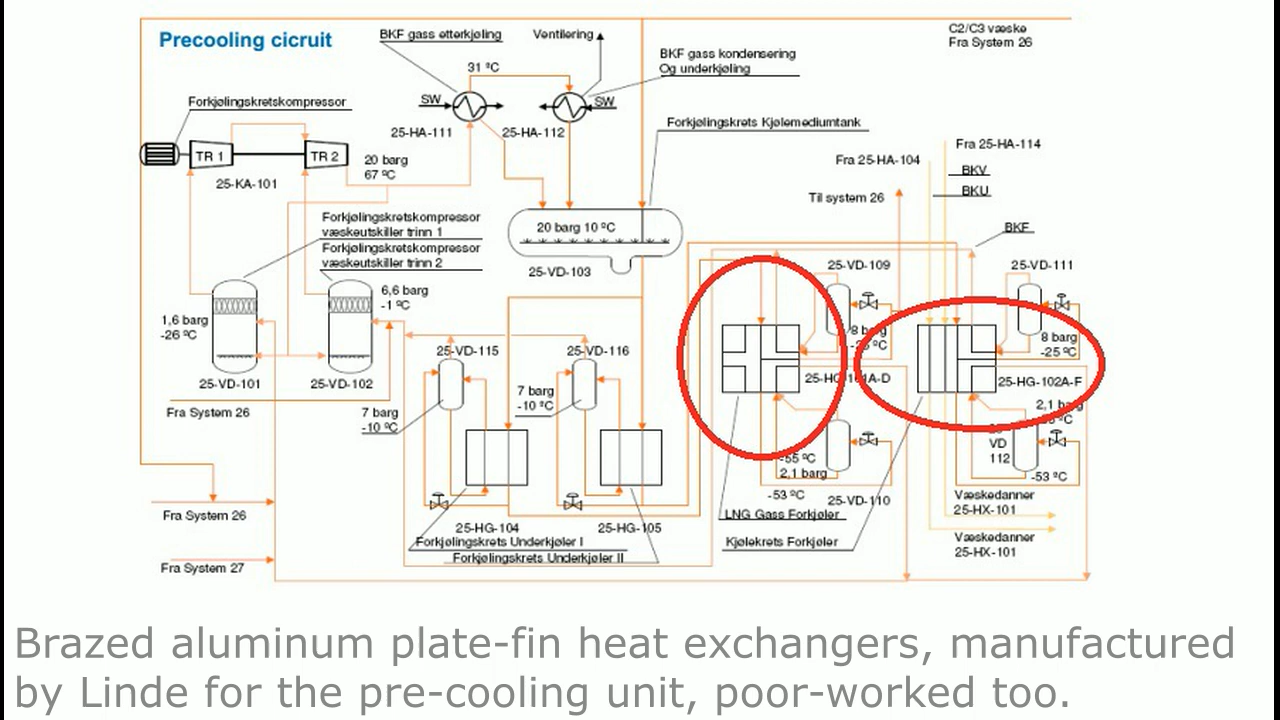 Precooling cicruit
BKF gass etterkjøling
Ventilering
C2/C3 væske
Fra System 26
BKF gass kondensering
Og underkjøling
31 ºC
SW
SW
Forkjølingskretskompressor
25-HA-111
25-HA-112
Forkjølingskrets Kjølemediumtank
TR 1
TR 2
20 barg
67 ºC
25-KA-101
Fra 25-HA-104
Fra 25-HA-114
BKV
BKU
Til system 26
Forkjølingskretskompressor
væskeutskiller trinn 1
Forkjølingskretskompressor
væskeutskiller trinn 2
20 barg 10 ºC
BKF
25-VD-103
25-VD-109
25-VD-111
6,6 barg
-1 ºC
1,6 barg
-26 ºC
8 barg
8 barg
-25 ºC
25-VD-115
25-VD-116
25-VD-101
25-VD-102
7 barg
-10 ºC
25-HG-102A-F
Fra System 26
7 barg
-10 ºC
2,1 barg
VD
112
-55 ºC
2,1 barg
-53 ºC
-53 ºC
25-VD-110
Væskedanner
25-HX-101
Fra System 26
25-HG-104
25-HG-105
LNG Gass Forkjøler
Forkjølingskrets Underkjøler I
Kjølekrets Forkjøler
Væskedanner
25-HX-101
Forkjølingskrets Underkjøler II
Fra System 27
Brazed aluminum plate-fin heat exchangers, manufactured
by Linde for the pre-cooling unit, poor-worked too.